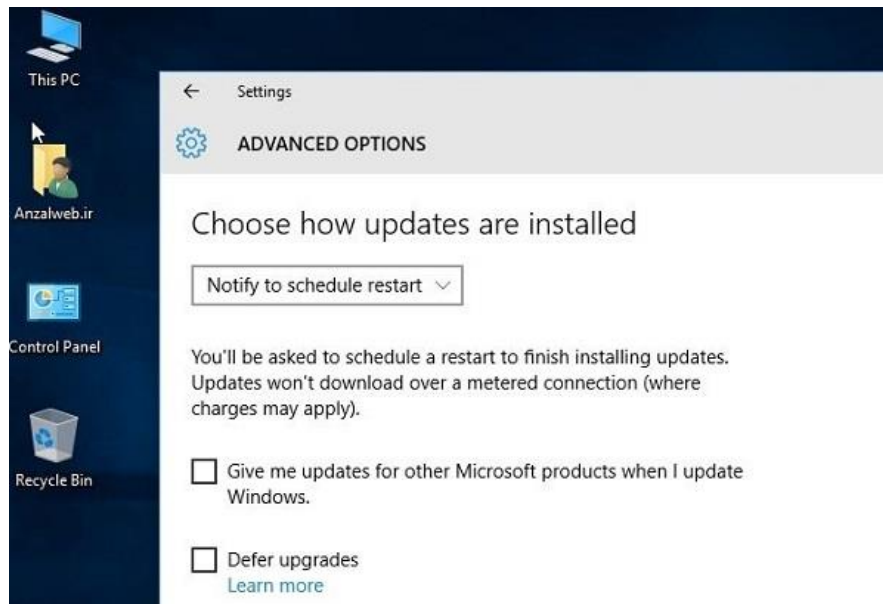 This PC
Anzalweb.ir
Control Panel
Recycle Bin
Settings
ADVANCED OPTIONS
Choose how updates are installed
Notify to schedule restart
You'll be asked to schedule a restart to finish installing updates.
Updates won't download over a metered connection (where
charges may apply).
Give me updates for other Microsoft products when I update
Windows.
Defer upgrades
Learn more